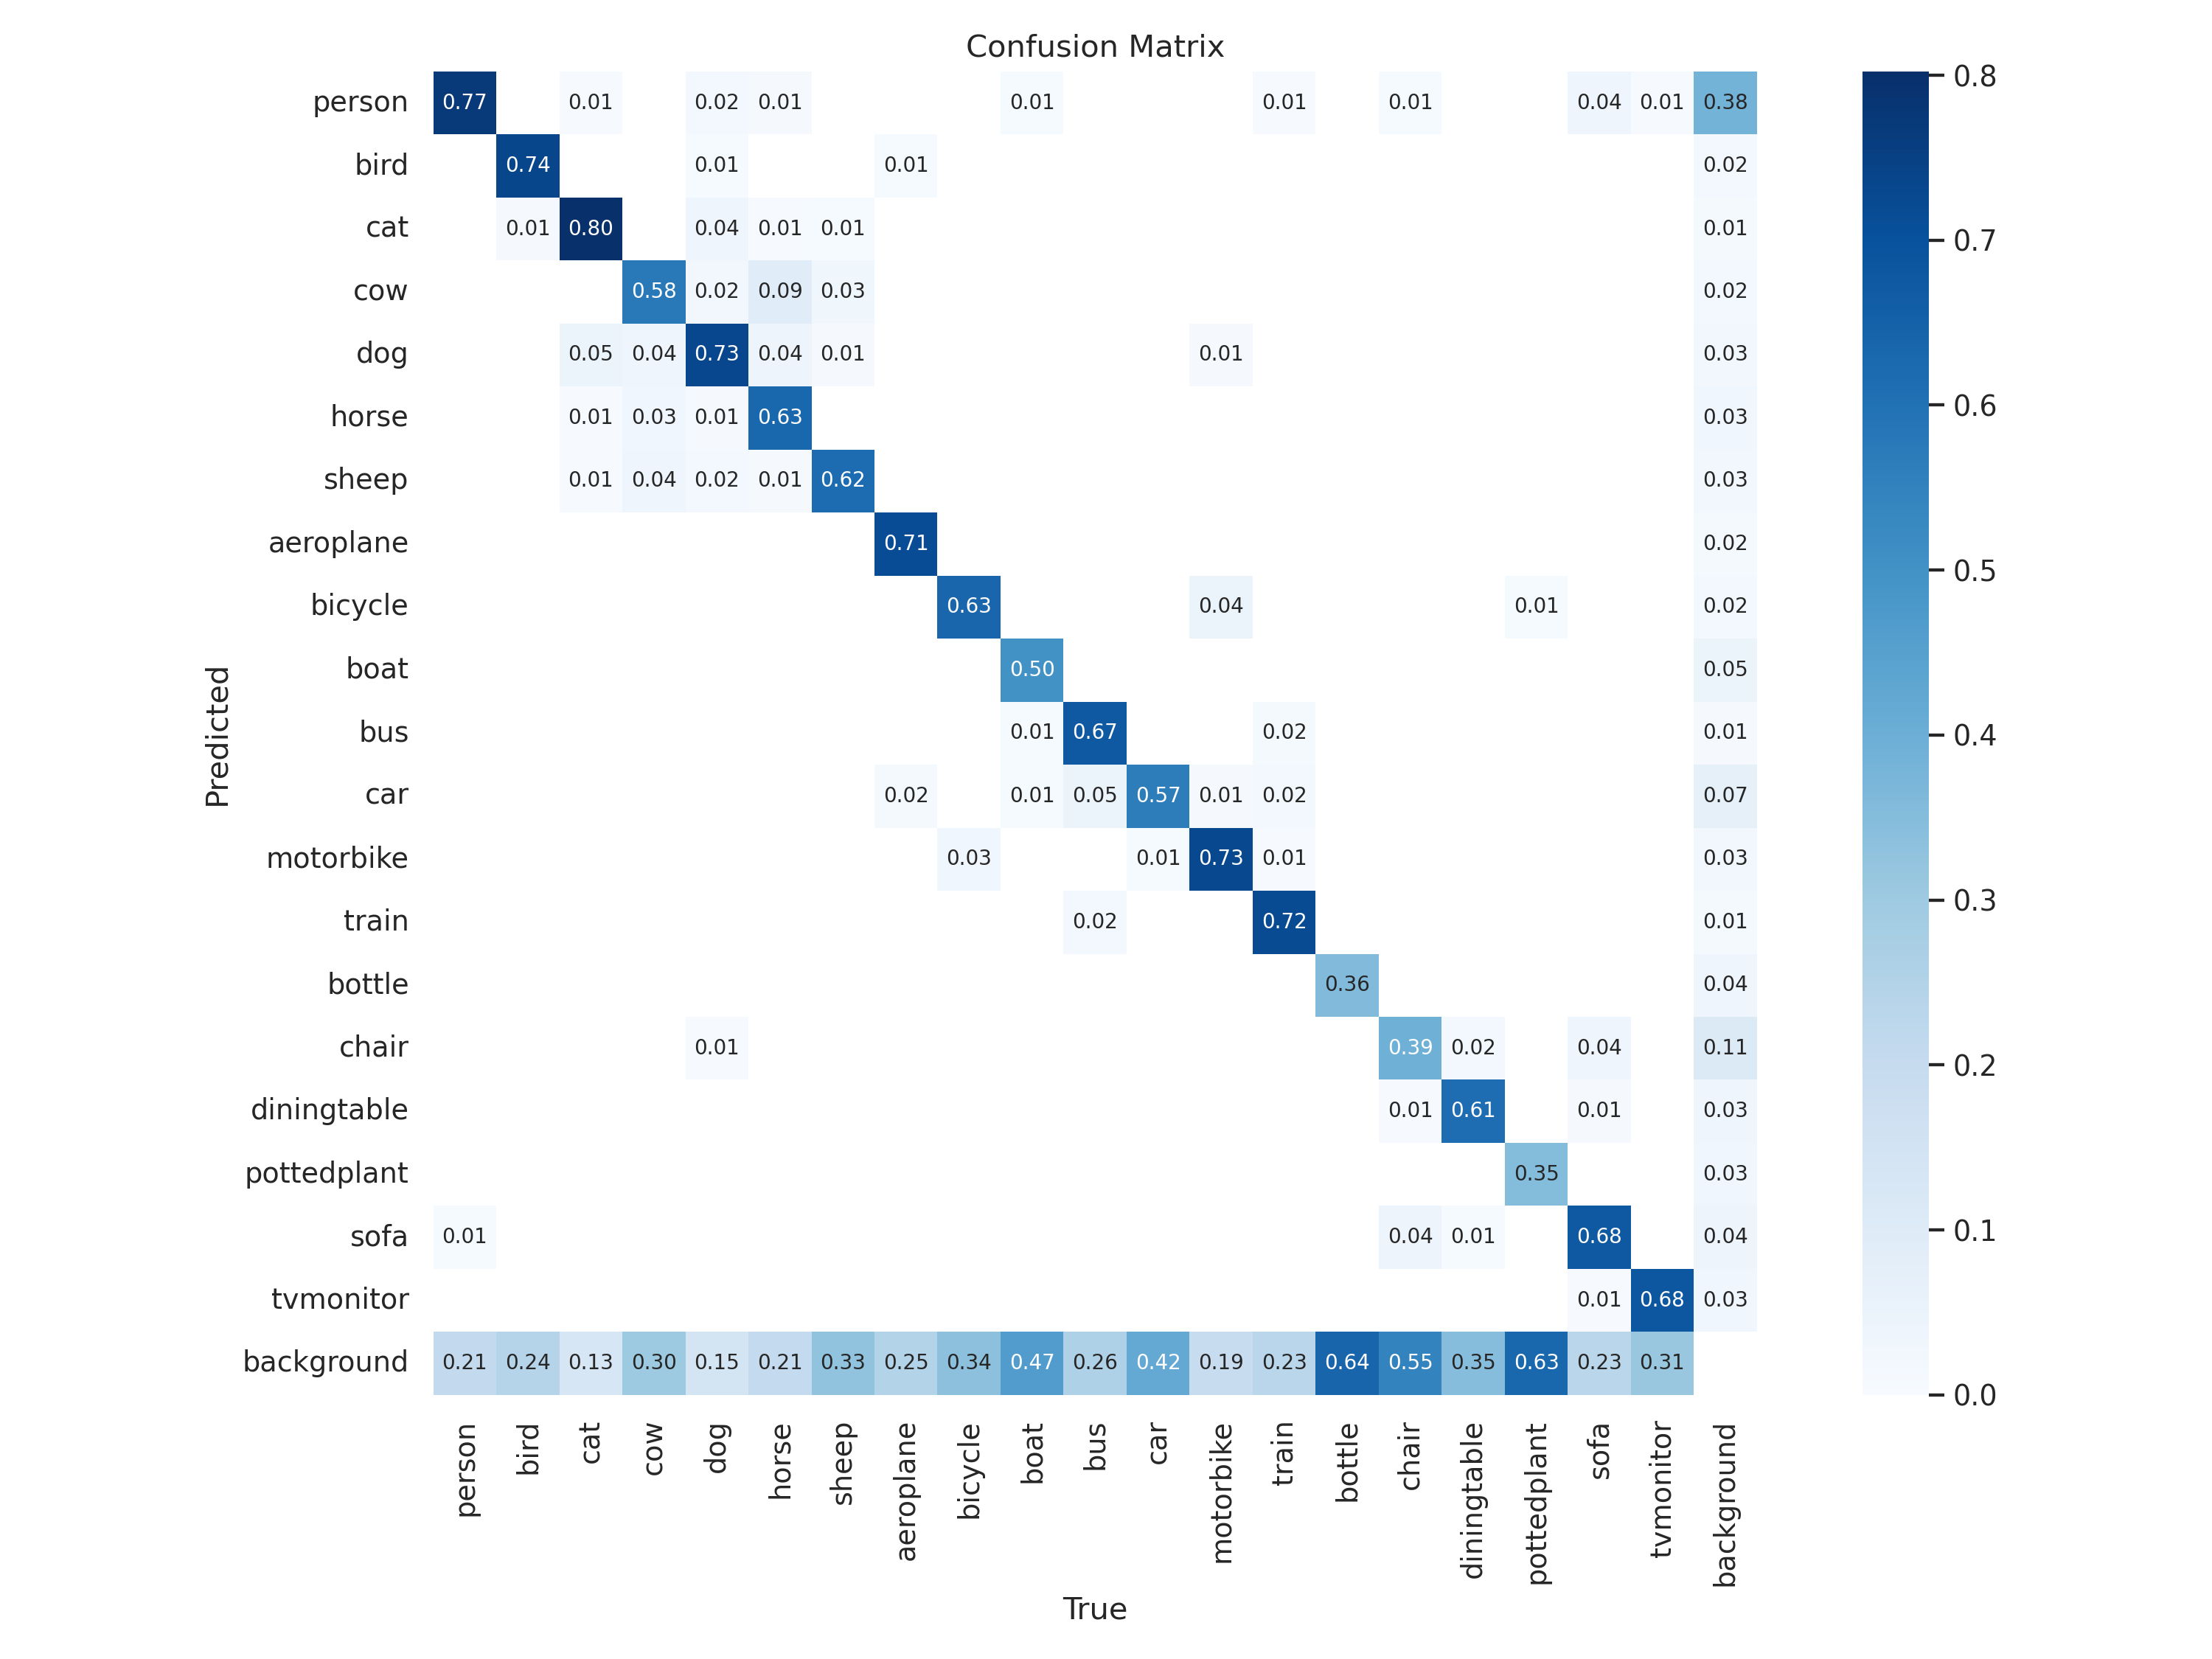 Confusion Matrix
person 0.77 0.01 0.02 0.01 0.01 0.01 0.01 0.04 0.01 0.38
bird 0.74 0.01 0.01 0.02
cat 0.01 0.80 0.04 0.01 0.01 0.01
cow 0.58 0.02 0.09 0.03 0.02
dog 0.05 0.04 0.73 0.04 0.01 0.01 0.03
horse 0.01 0.03 0.01 0.63 0.03
sheep 0.01 0.04 0.02 0.01 0.62 0.03
aeroplane 0.71 0.02
bicycle 0.63 0.04 0.01 0.02
boat 0.50 0.05
bus 0.01 0.67 0.02 0.01
car 0.02 0.01 0.05 0.57 0.01 0.02 0.07
motorbike 0.03 0.01 0.73 0.01 0.03
train 0.02 0.72 0.01
bottle 0.36 0.04
chair 0.01 0.39 0.02 0.04 0.11
diningtable 0.01 0.61 0.01 0.03
pottedplant 0.35 0.03
sofa 0.01 0.04 0.01 0.68 0.04
tvmonitor 0.01 0.68 0.03
background 0.21 0.24 0.13 0.30 0.15 0.21 0.33 0.25 0.34 0.47 0.26 0.42 0.19 0.23 0.64 0.55 0.35 0.63 0.23 0.31
person bird cat cow dog horse sheep aeroplane bicycle boat bus car motorbike train bottle chair diningtable pottedplant sofa tvmonitor background
True
Predicted
0.8
0.7
0.6
0.5
0.4
0.3
0.2
0.1
0.0